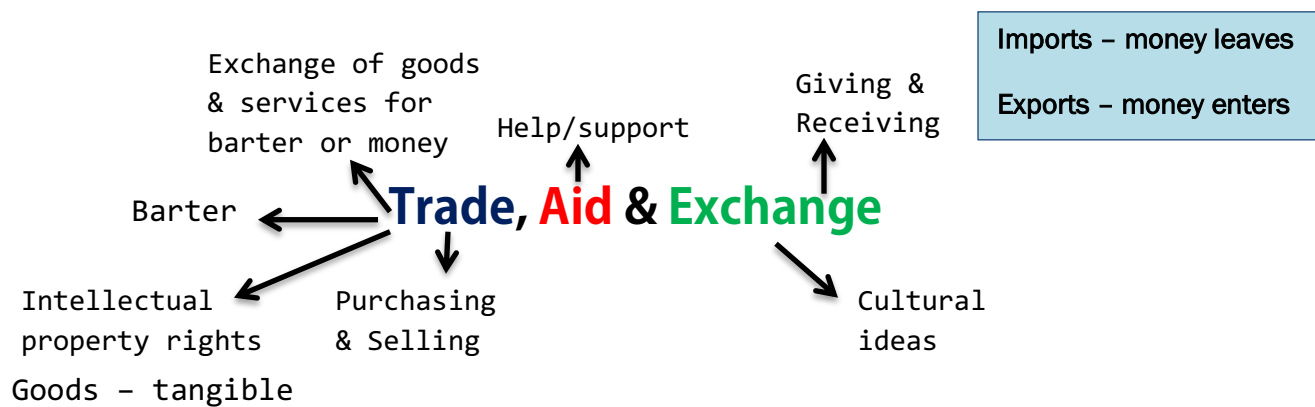 Imports – money leaves
Exports – money enters
Exchange of goods
& services for
barter or money
Help/support
Giving &
Receiving
Barter
Trade, Aid & Exchange
Intellectual
property rights
Purchasing
& Selling
Cultural
ideas
Goods – tangible